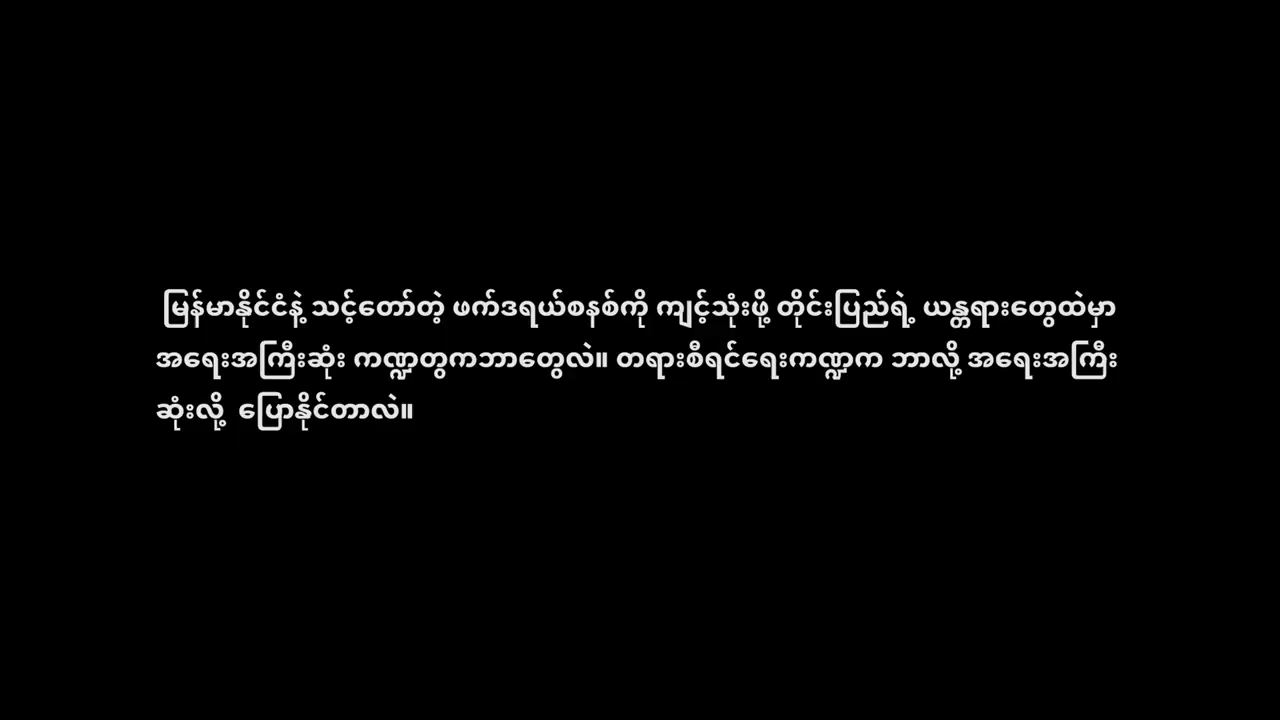 မြန်မာနိုင်ငံနဲ့ သင့်တော်တဲ့ ဖက်ဒရယ်စနစ်ကို ကျင့်သုံးဖို့ တိုင်းပြည်ရဲ့ ယန္တရားတွေထဲမှာ
အရေးအကြီးဆုံး ကဏ္ဍတွကဘာတွေလဲ။ တရားစီရင်ရေးကဏ္ဍက ဘာလို့ အရေးအကြီး
ဆုံးလို့ ပြောနိုင်တာလဲ။